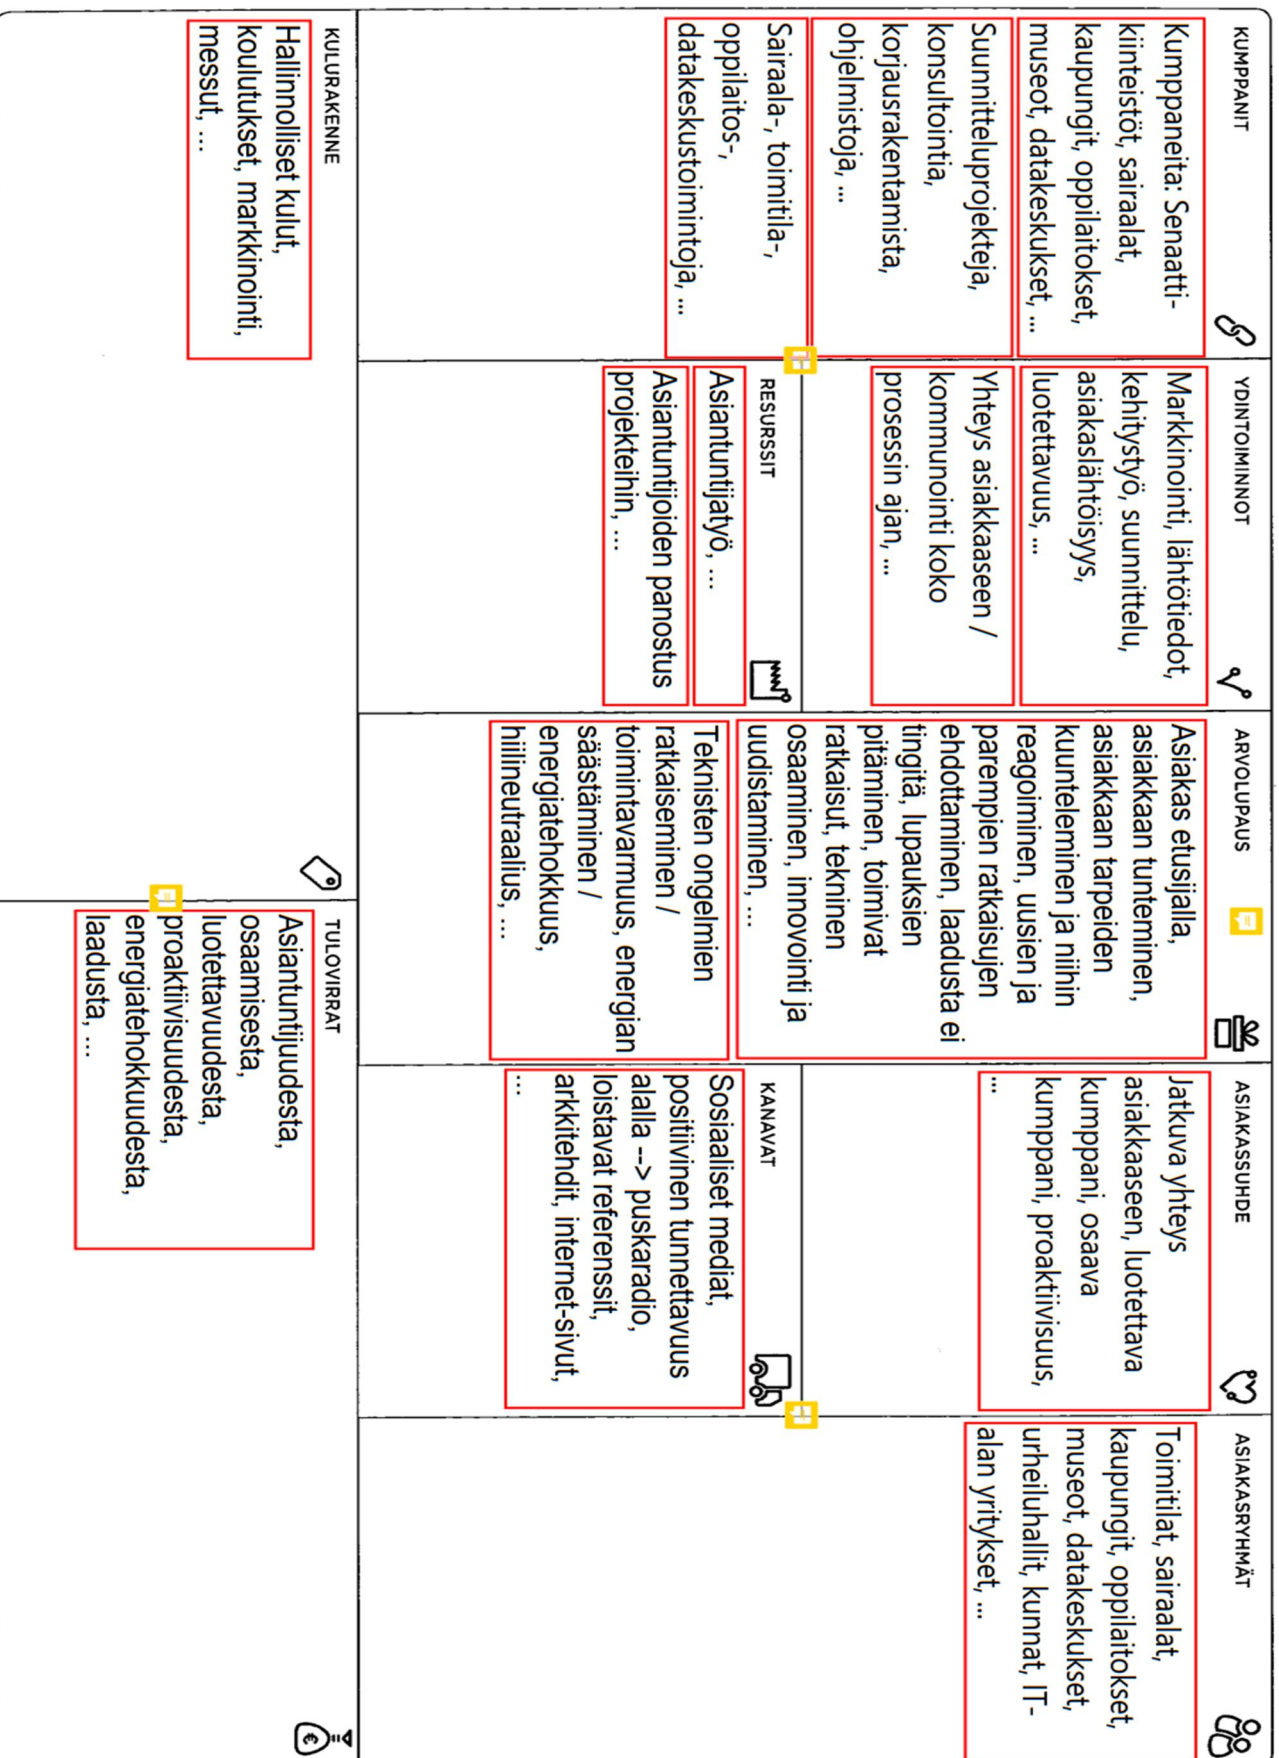 KUMPPANIT
Kumppaneita: Senaatti-
kiinteistöt, sairaalat,
kaupungit, oppilaitokset,
museot, datakeskukset, ...
Suunnitteluprojekteja,
konsultointia,
korjausrakentamista,
ohjelmistoja, ...
Sairaala-, toimitila-,
oppilaitos-,
datakeskustoimintoja, ...
YDINTOIMINNOT
Markkinointi, lähtötiedot,
kehitystyö, suunnittelu,
asiakaslähtöisyys,
luotettavuus, ...
Yhteys asiakkaaseen /
kommunointi koko
prosessin ajan, ...
RESURSSIT
Asiantuntijatyö, ...
Asiantuntijoiden panostus
projekteihin, ...
ARVOLUPAUS
Asiakas etusijalla,
asiakkaan tunteminen,
asiakkaan tarpeiden
kuunteleminen ja niihin
reagoiminen, uusien ja
parempien ratkaisujen
ehdottaminen, laadusta ei
tingitä, lupauksien
pitäminen, toimivat
ratkaisut, tekninen
osaaminen, innovointi ja
uudistaminen, ...
Teknisten ongelmien
ratkaiseminen /
toimintavarmuus, energian
säästäminen /
energiatehokkuus,
hiilineutraalius, ...
ASIAKASSUHDE
Jatkuva yhteys
asiakkaaseen, luotettava
kumppani, osaava
kumppani, proaktiivisuus,
...
KANAVAT
Sosiaaliset mediat,
positiivinen tunnettavuus
alalla --> puskaradio,
loistavat referenssit,
arkkitehdit, internet-sivut,
...
ASIAKASRYHMÄT
Toimitilat, sairaalat,
kaupungit, oppilaitokset,
museot, datakeskukset,
urheiluhallit, kunnat, IT-
alan yritykset, ...
KULURAKENNE
Hallinnolliset kulut,
koulutukset, markkinointi,
messut, ...
TULOVIRRAT
Asiantuntijuudesta,
osaamisesta,
luotettavuudesta,
proaktiivisuudesta,
energiatehokkuudesta,
laadusta, ...
€